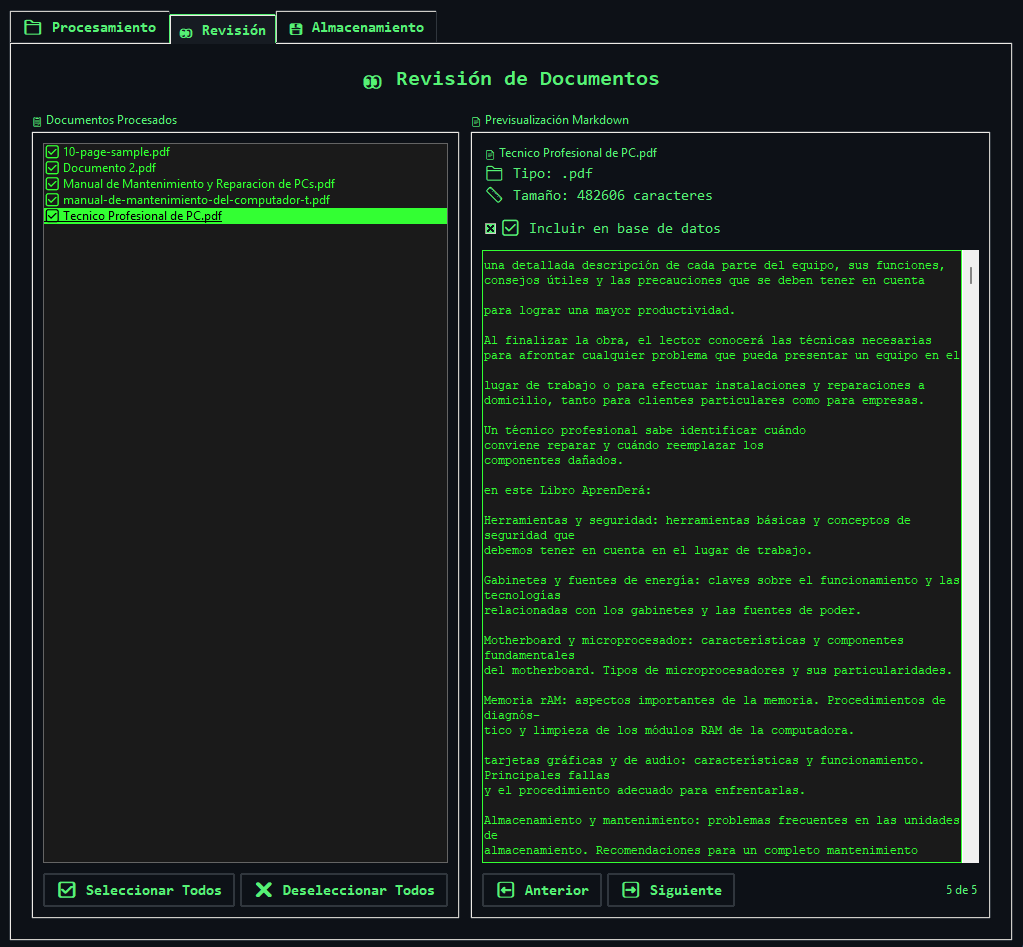 Procesamiento
Revisión
Almacenamiento
Revisión de Documentos
Documentos Procesados
10-page-sample.pdf
Documento 2.pdf
Manual de Mantenimiento y Reparacion de PCs.pdf
manual-de-mantenimiento-del-computador-t.pdf
Tecnico Profesional de PC.pdf
Seleccionar Todos
Deseleccionar Todos
Previsualización Markdown
Tecnico Profesional de PC.pdf
Tipo: .pdf
Tamaño: 482606 caracteres
Incluir en base de datos
una detallada descripción de cada parte del equipo, sus funciones,
consejos útiles y las precauciones que se deben tener en cuenta
para lograr una mayor productividad.
Al finalizar la obra, el lector conocerá las técnicas necesarias
para afrontar cualquier problema que pueda presentar un equipo en el
lugar de trabajo o para efectuar instalaciones y reparaciones a
domicilio, tanto para clientes particulares como para empresas.
Un técnico profesional sabe identificar cuándo
conviene reparar y cuándo reemplazar los
componentes dañados.
en este Libro AprenDerá:
Herramientas y seguridad: herramientas básicas y conceptos de
seguridad que
debemos tener en cuenta en el lugar de trabajo.
Gabinetes y fuentes de energía: claves sobre el funcionamiento y las
tecnologías
relacionadas con los gabinetes y las fuentes de poder.
Motherboard y microprocesador: características y componentes
fundamentales
del motherboard. Tipos de microprocesadores y sus particularidades.
Memoria rAM: aspectos importantes de la memoria. Procedimientos de
diagnós-
tico y limpieza de los módulos RAM de la computadora.
tarjetas gráficas y de audio: características y funcionamiento.
Principales fallas
y el procedimiento adecuado para enfrentarlas.
Almacenamiento y mantenimiento: problemas frecuentes en las unidades
de
almacenamiento. Recomendaciones para un completo mantenimiento
Anterior
Siguiente
5 de 5